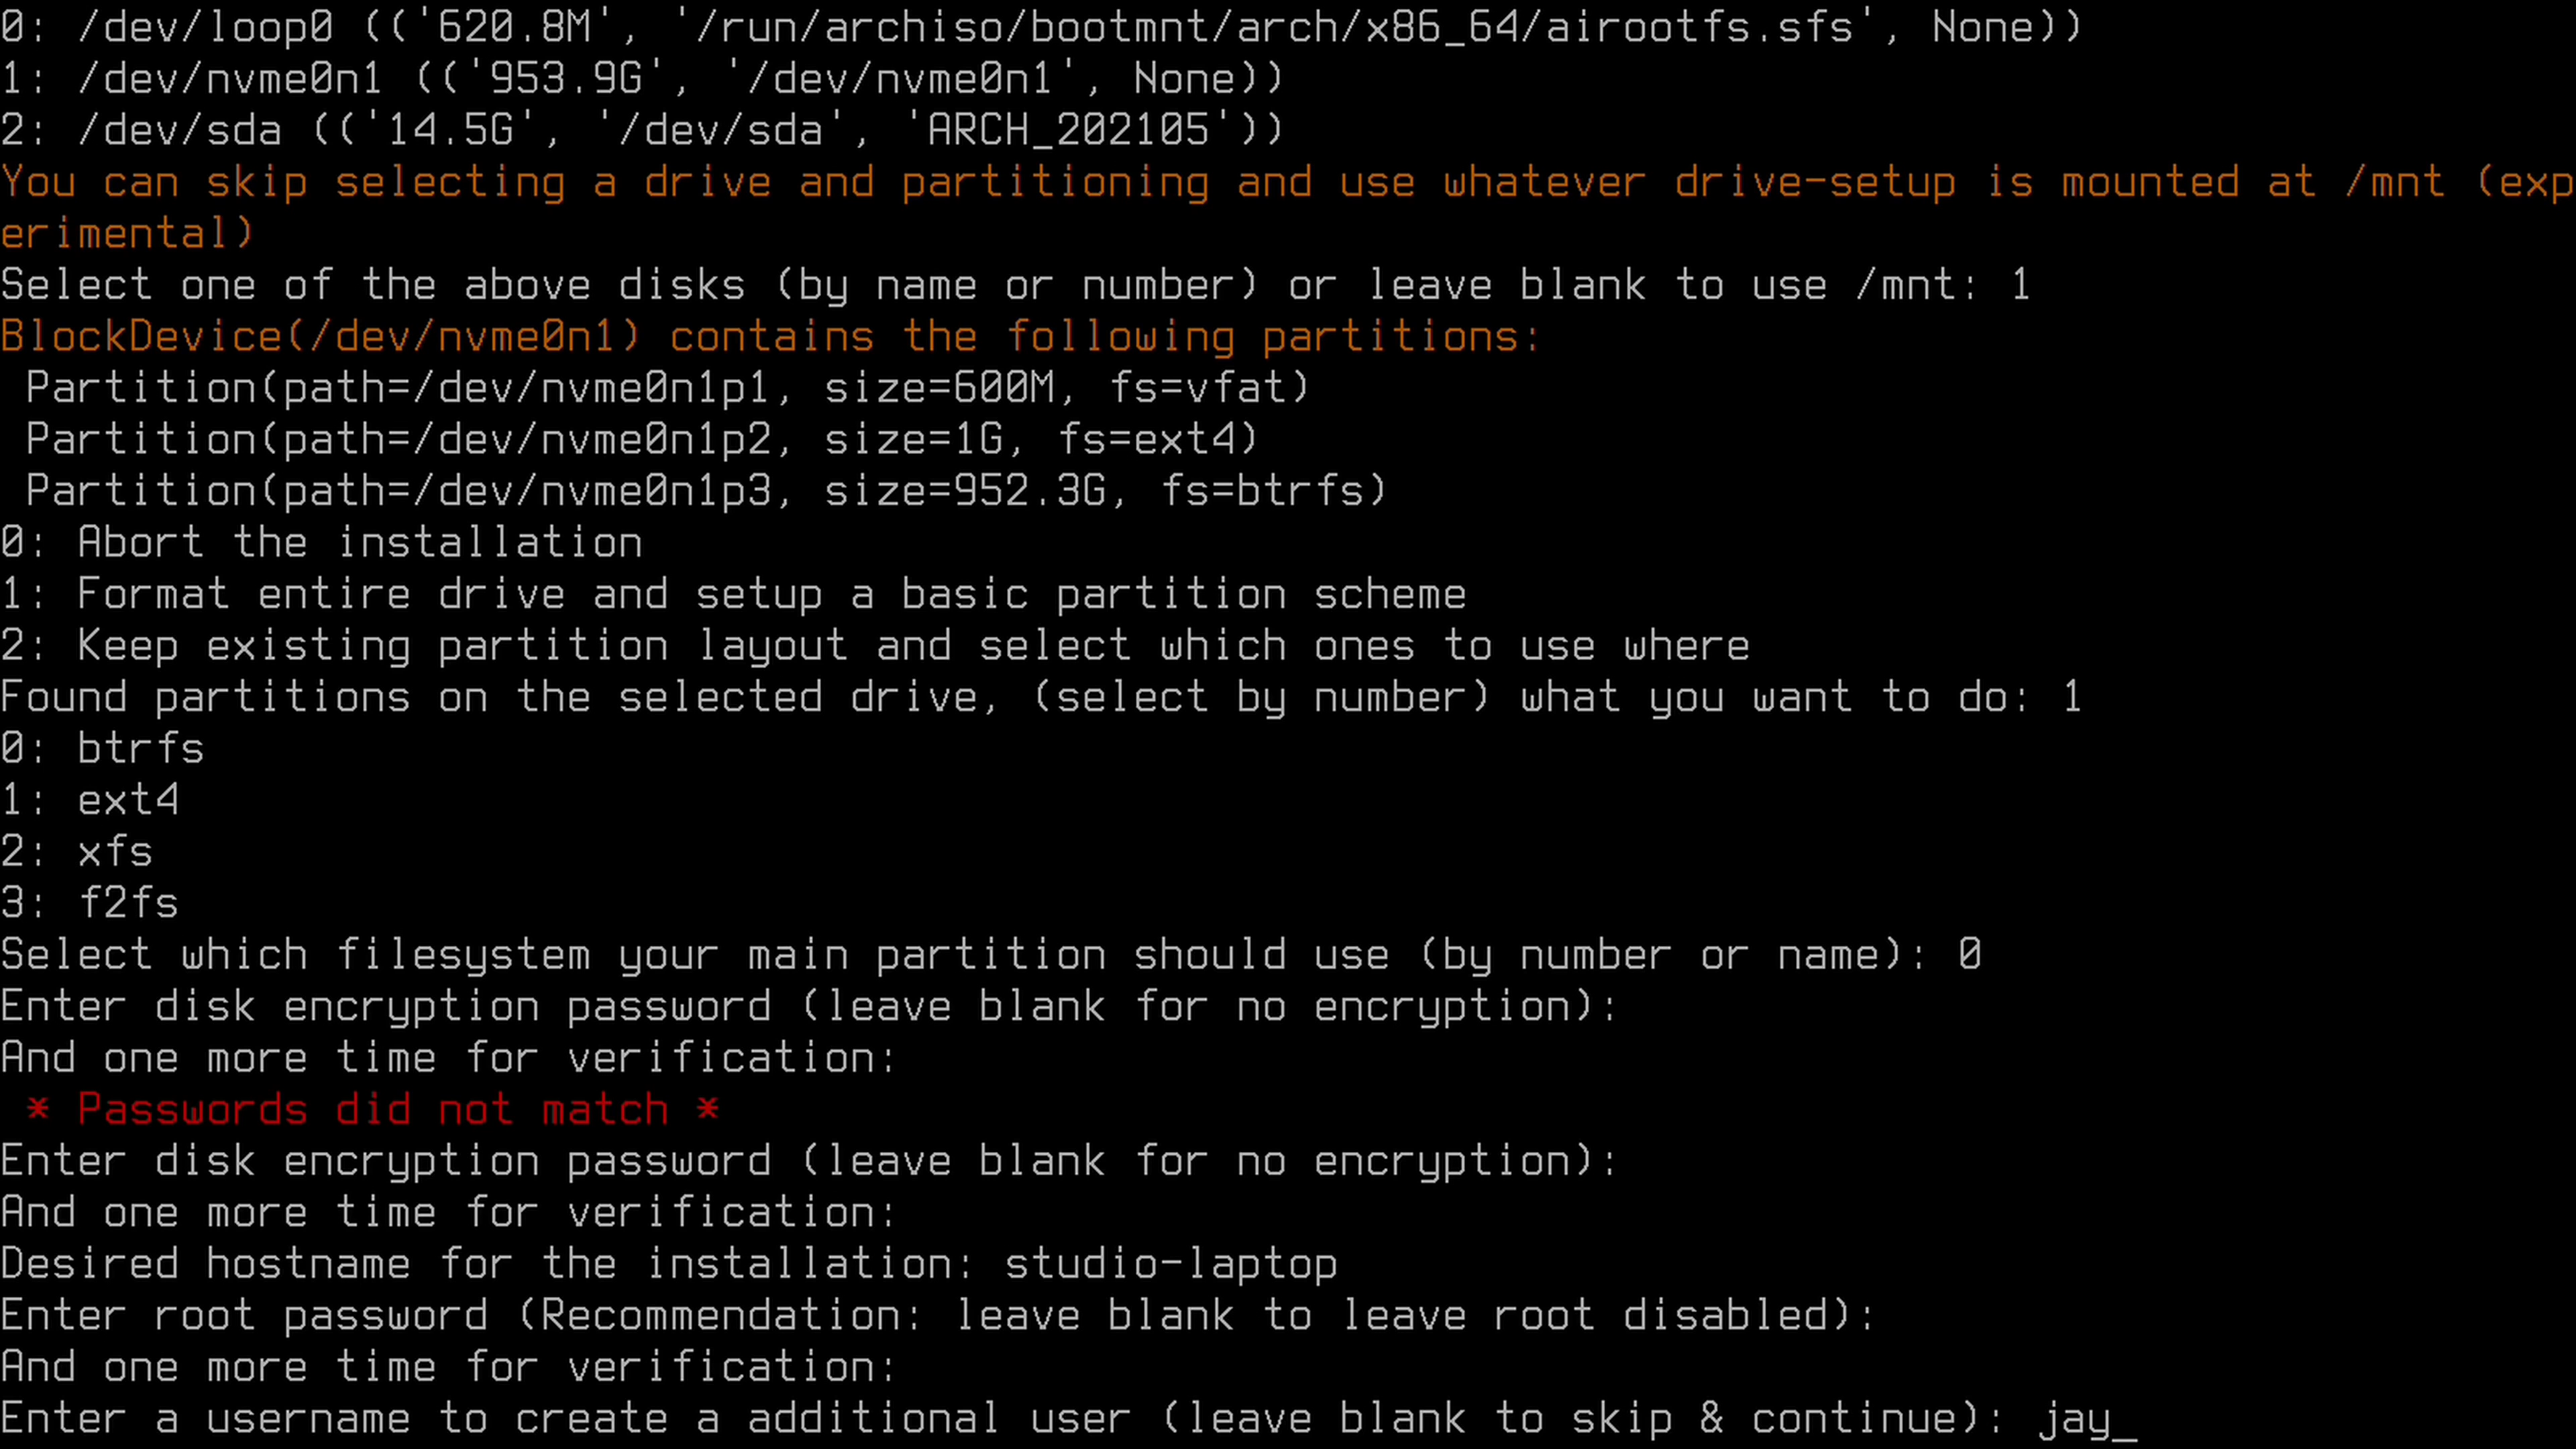 0: /dev/loop0 (('620.8M', '/run/archiso/bootmnt/arch/x86_64/airootfs.sfs', None))
1: /dev/nvme0n1 (('953.9G', '/dev/nvme0n1', None))
2: /dev/sda (('14.5G', '/dev/sda', 'ARCH_202105'))
You can skip selecting a drive and partitioning and use whatever drive-setup is mounted at /mnt (exp
erimental)
Select one of the above disks (by name or number) or leave blank to use /mnt: 1
BlockDevice(/dev/nvme0n1) contains the following partitions:
 Partition(path=/dev/nvme0n1p1, size=600M, fs=vfat)
 Partition(path=/dev/nvme0n1p2, size=1G, fs=ext4)
 Partition(path=/dev/nvme0n1p3, size=952.3G, fs=btrfs)
0: Abort the installation
1: Format entire drive and setup a basic partition scheme
2: Keep existing partition layout and select which ones to use where
Found partitions on the selected drive, (select by number) what you want to do: 1
0: btrfs
1: ext4
2: xfs
3: f2fs
Select which filesystem your main partition should use (by number or name): 0
Enter disk encryption password (leave blank for no encryption):
And one more time for verification:
 * Passwords did not match *
Enter disk encryption password (leave blank for no encryption):
And one more time for verification:
Desired hostname for the installation: studio-laptop
Enter root password (Recommendation: leave blank to leave root disabled):
And one more time for verification:
Enter a username to create a additional user (leave blank to skip & continue): jay_